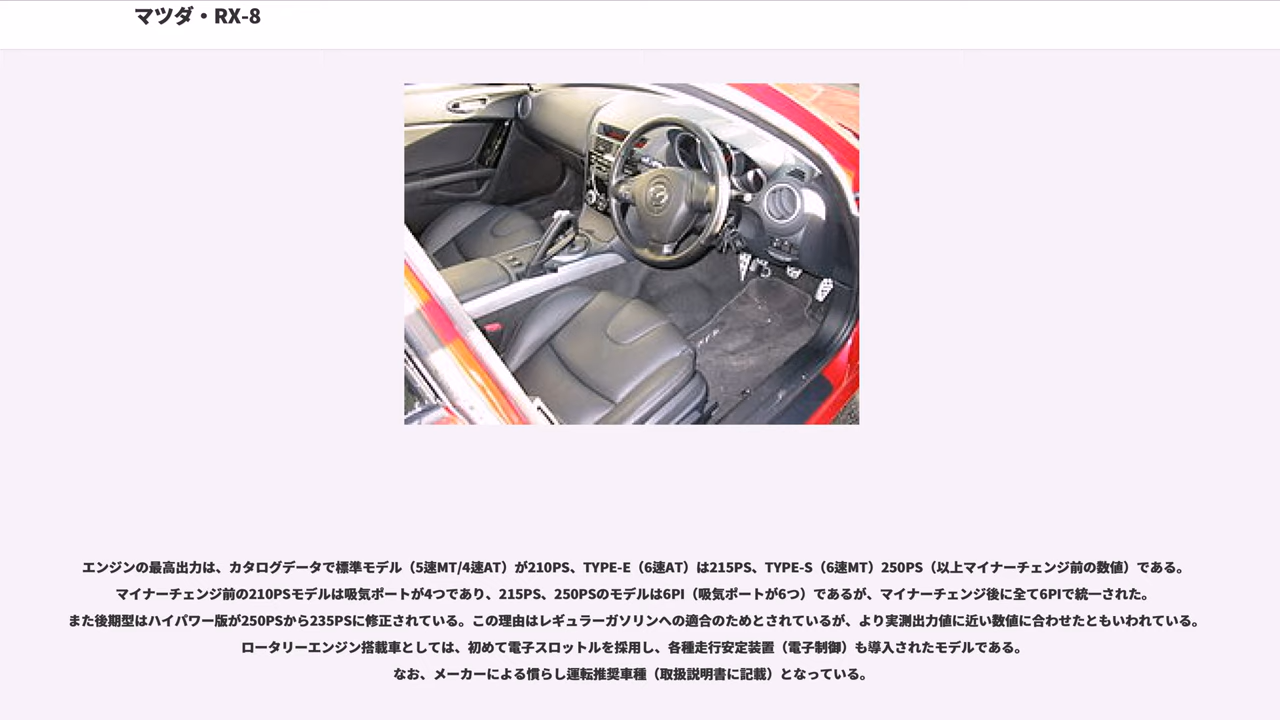 マツダ・RX-8
エンジンの最高出力は、カタログデータで標準モデル（5速MT/4速AT）が210PS、TYPE-E（6速AT）は215PS、TYPE-S（6速MT）250PS（以上マイナーチェンジ前の数値）である。
マイナーチェンジ前の210PSモデルは吸気ポートが4つであり、215PS、250PSのモデルは6PI（吸気ポートが6つ）であるが、マイナーチェンジ後に全て6PIで統一された。
また後期型はハイパワー版が250PSから235PSに修正されている。この理由はレギュラーガソリンへの適合のためとされているが、より実測出力値に近い数値に合わせたともいわれている。
ロータリーエンジン搭載車としては、初めて電子スロットルを採用し、各種走行安定装置（電子制御）も導入されたモデルである。
なお、メーカーによる慣らし運転推奨車種（取扱説明書に記載）となっている。